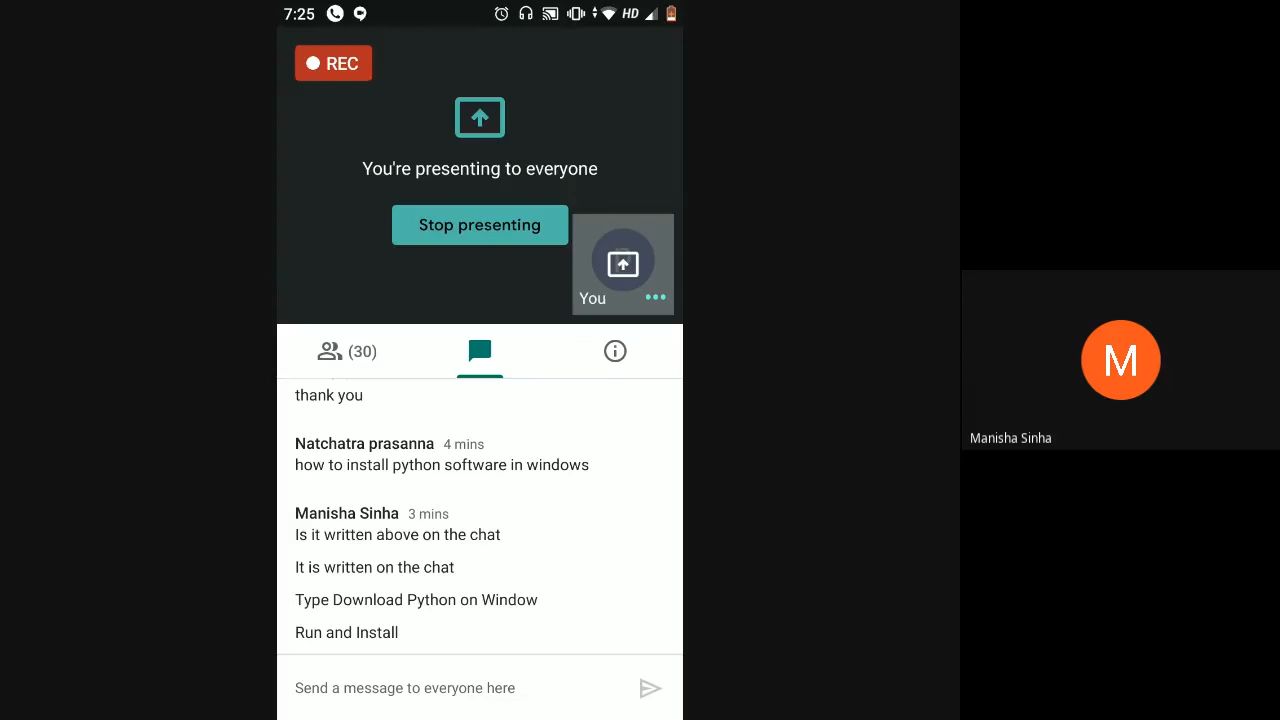 7:25
HD
REC
You're presenting to everyone
Stop presenting
You
(30)
thank you
Natchatra prasanna 4 mins
how to install python software in windows
Manisha Sinha 3 mins
Is it written above on the chat
It is written on the chat
Type Download Python on Window
Run and Install
Send a message to everyone here
M
Manisha Sinha